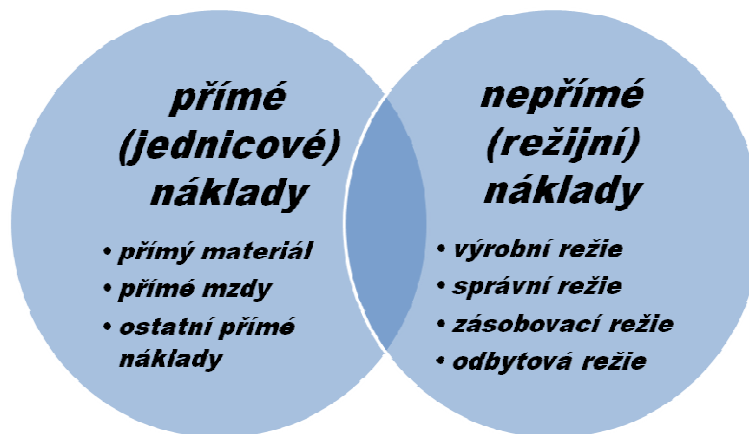 přímé
(jednicové)
náklady
• přímý materiál
• přímé mzdy
• ostatní přímé
náklady
nepřímé
(režijní)
náklady
• výrobní režie
• správní režie
• zásobovací režie
• odbytová režie